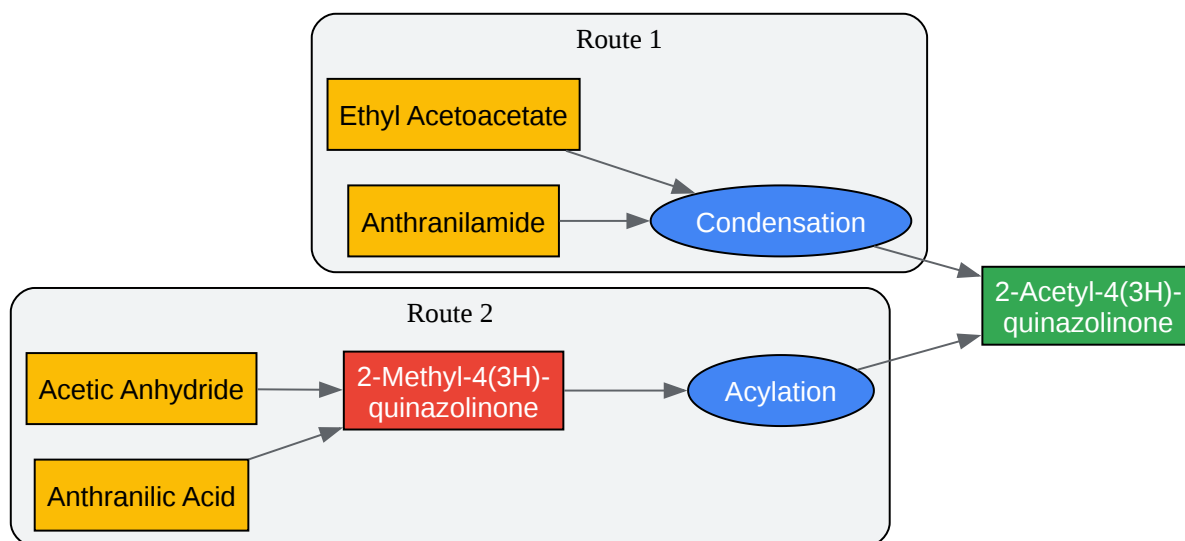 Route 1
Ethyl Acetoacetate
Anthranilamide
Condensation
2-Acetyl-4(3H)-
quinazolinone
Route 2
Acetic Anhydride
2-Methyl-4(3H)-
quinazolinone
Acylation
Anthranilic Acid